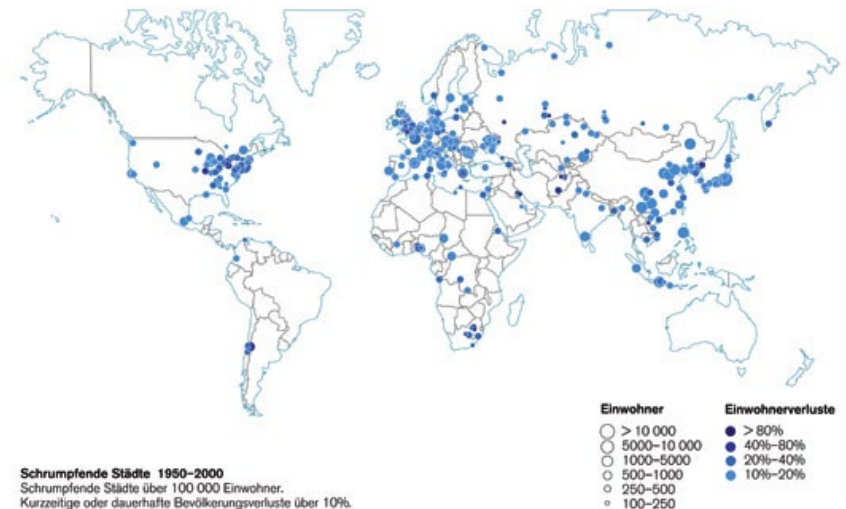 Einwohner
> 10 000
5000–10 000
1000–5000
500–1000
250–500
100–250
Einwohnerverluste
> 80%
40%–80%
20%–40%
10%–20%
Schrumpfende Städte 1950–2000
Schrumpfende Städte über 100 000 Einwohner.
Kurzzeitige oder dauerhafte Bevölkerungsverluste über 10%.